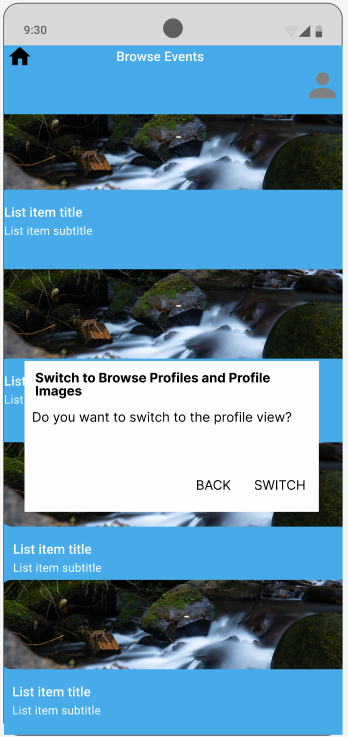 9:30
Browse Events
List item title
List item subtitle
List
List
Switch to Browse Profiles and Profile
Images
Do you want to switch to the profile view?
BACK SWITCH
List item title
List item subtitle
List item title
List item subtitle